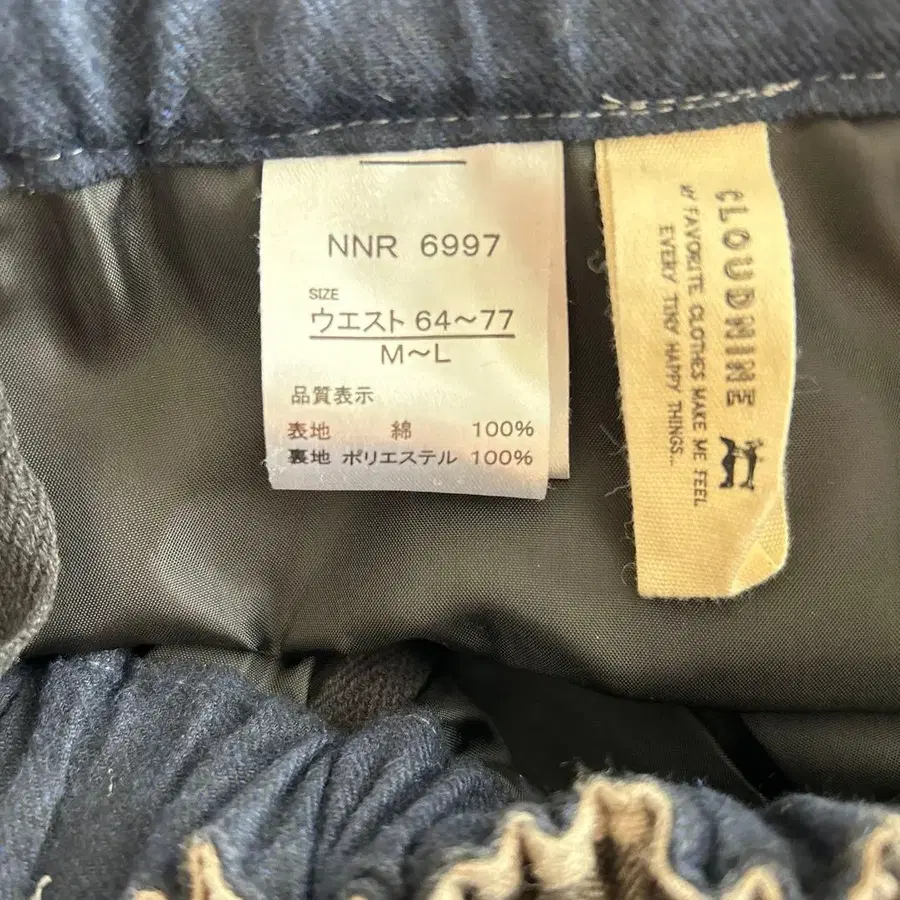 NNR 6997
SIZE
ウエスト 64～77
M～L
品質表示
表地 綿 100%
裏地 ポリエステル 100%
CLOUDNINE
MY FAVORITE CLOTHES MAKE ME FEEL
EVERY TINY HAPPY THINGS...